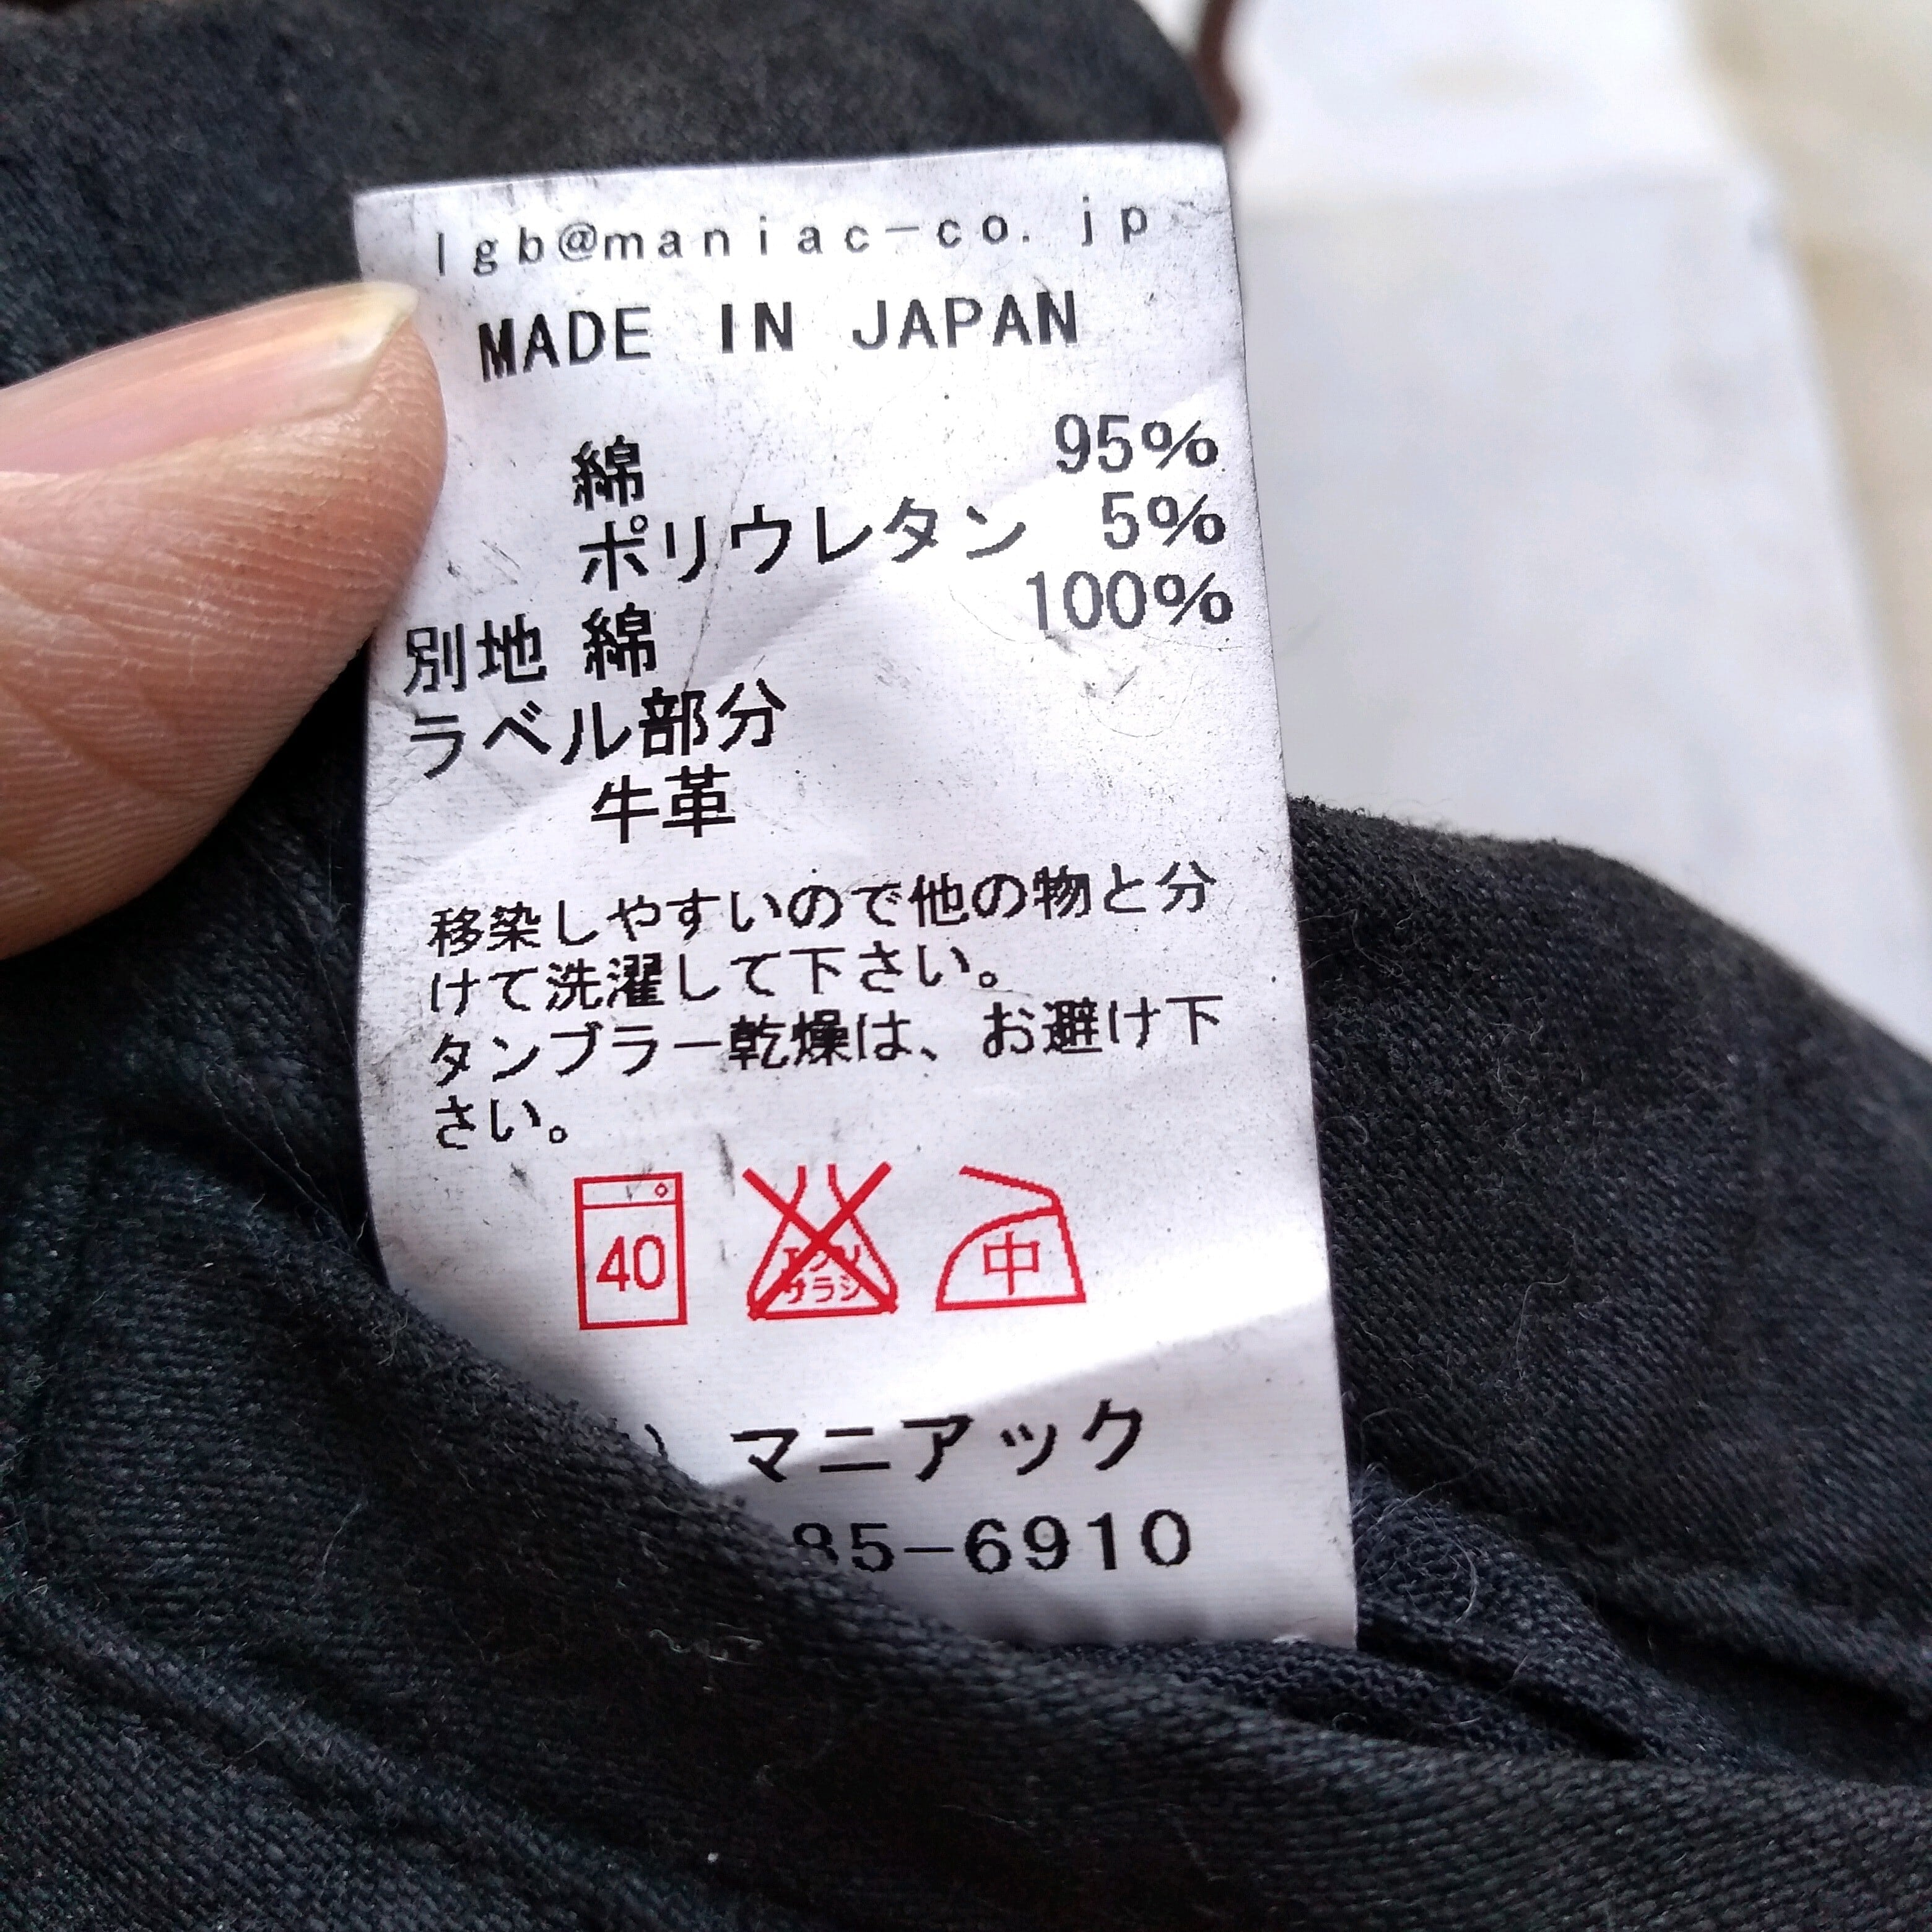 lgb@maniac-co.jp
MADE IN JAPAN
綿 95%
ポリウレタン 5%
別地 綿 100%
ラベル部分
牛革
移染しやすいので他の物と分
けて洗濯して下さい。
タンブラー乾燥は、お避け下
さい。
40 サラシ 中
マニアック
85-6910